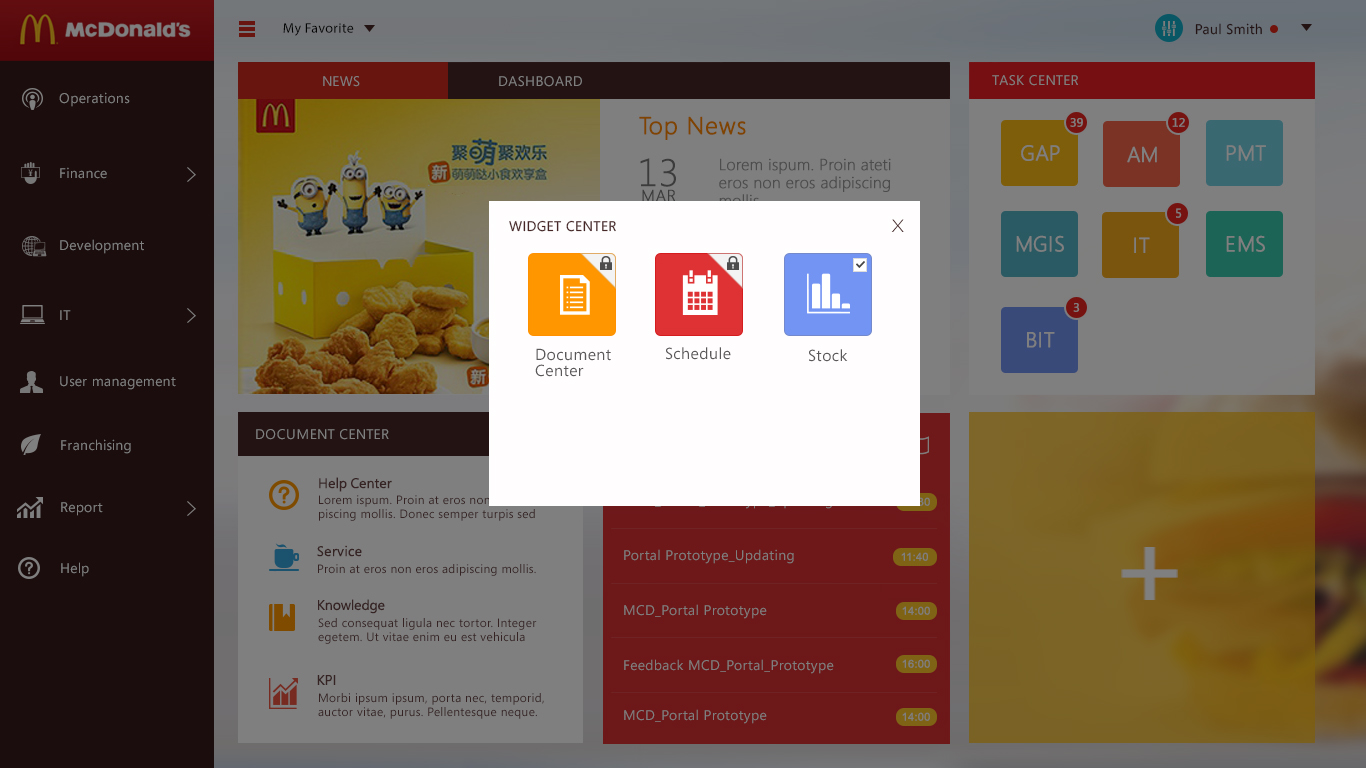 McDonald's
My Favorite
Paul Smith
Operations
Finance
Development
IT
User management
Franchising
Report
Help
NEWS
DASHBOARD
聚萌聚欢乐
新 萌萌哒小食欢享盒
新
Top News
13
MAR
Lorem ispum. Proin ateti
eros non eros adipiscing
mollis.
TASK CENTER
GAP
39
AM
12
PMT
MGIS
IT
5
EMS
BIT
3
WIDGET CENTER
X
Document
Center
Schedule
Stock
DOCUMENT CENTER
Help Center
Lorem ispum. Proin at eros non
piscing mollis. Donec semper turpis sed
Service
Proin at eros non eros adipiscing mollis.
Knowledge
Sed consequat ligula nec tortor. Integer
egetem. Ut vitae enim eu est vehicula
KPI
Morbi ipsum ipsum, porta nec, temporid,
auctor vitae, purus. Pellentesque neque.
Portal Prototype_Updating
11:40
MCD_Portal Prototype
14:00
Feedback MCD_Portal_Prototype
16:00
MCD_Portal Prototype
14:00